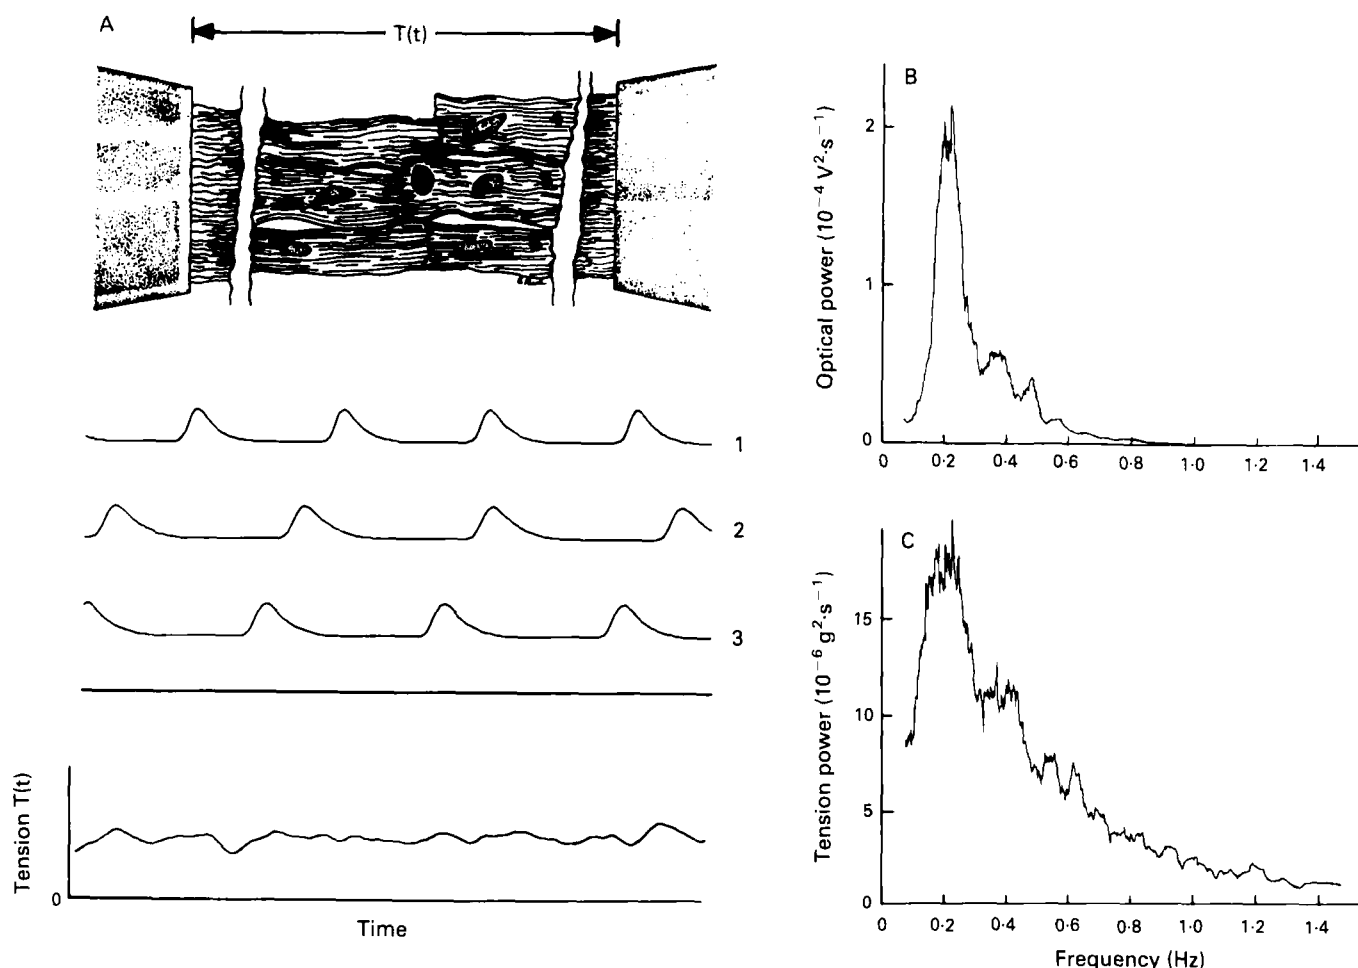 A
T(t)
1
2
3
Tension T(t)
0
Time
B
Optical power (10⁻⁴ V²·s⁻¹)
2
1
0
0 0·2 0·4 0·6 0·8 1·0 1·2 1·4
C
Tension power (10⁻⁶ g²·s⁻¹)
15
10
5
0
0 0·2 0·4 0·6 0·8 1·0 1·2 1·4
Frequency (Hz)